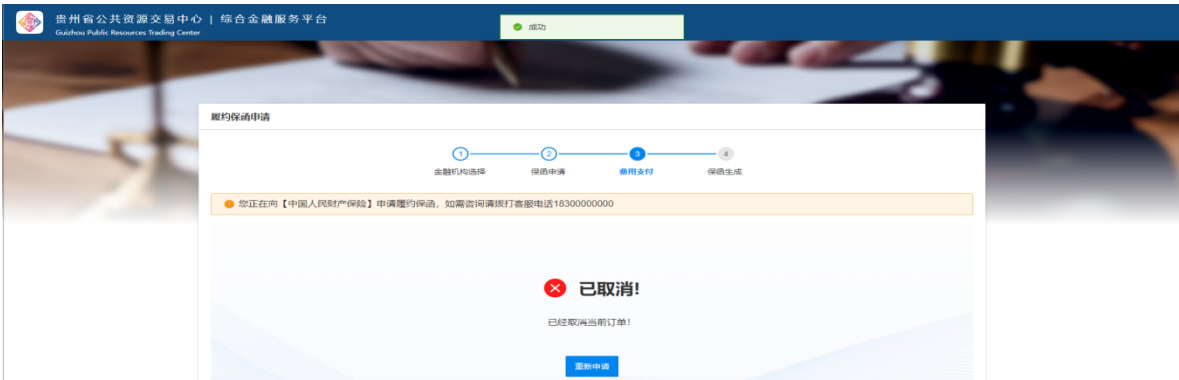 贵州省公共资源交易中心 | 综合金融服务平台
Guizhou Public Resources Trading Center
成功
履约保函申请
1 2 3 4
金融机构选择 保函申请 费用支付 保函生成
您正在向【中国人民财产保险】申请履约保函，如需咨询请拨打客服电话18300000000
已取消!
已经取消当前订单!
重新申请